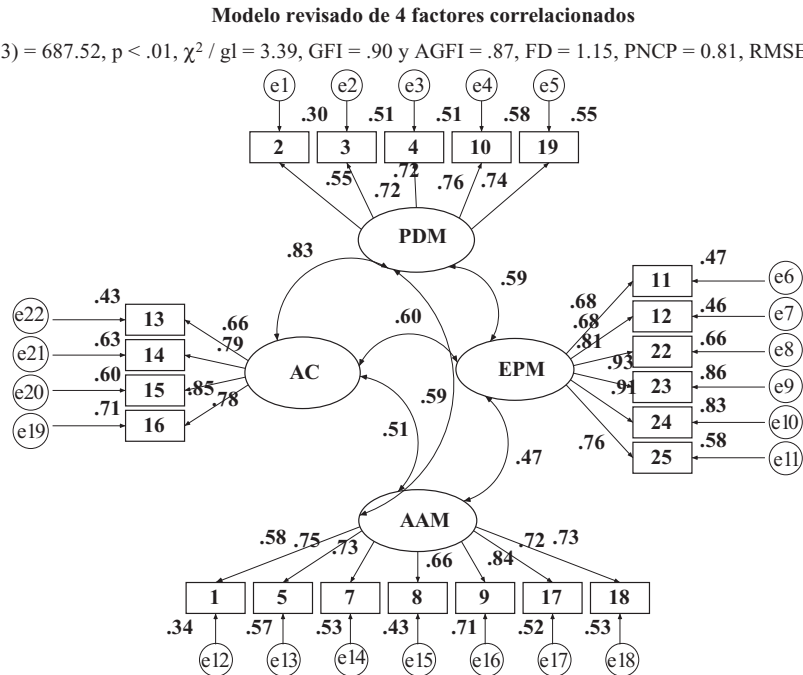 Modelo revisado de 4 factores correlacionados
3) = 687.52, p < .01, χ² / gl = 3.39, GFI = .90 y AGFI = .87, FD = 1.15, PNCP = 0.81, RMSE
e1 e2 e3 e4 e5
.30 .51 .51 .58 .55
2 3 4 10 19
.55 .72 .72 .76 .74
PDM
.83 .59
.47
11 e6
.43 .68
e22 13 .46
.66 .68 12 e7
.60
.63 .79 .81 .66
e21 14 22 e8
AC EPM
.60 .93 .86
e20 15 .85 .59 .91 23 e9
.71 .78 .83
e19 16 24 e10
.51 .76 .58
.47 25 e11
AAM
.58 .75 .73 .66 .84 .72 .73
1 5 7 8 9 17 18
.34 .57 .53 .43 .71 .52 .53
e12 e13 e14 e15 e16 e17 e18